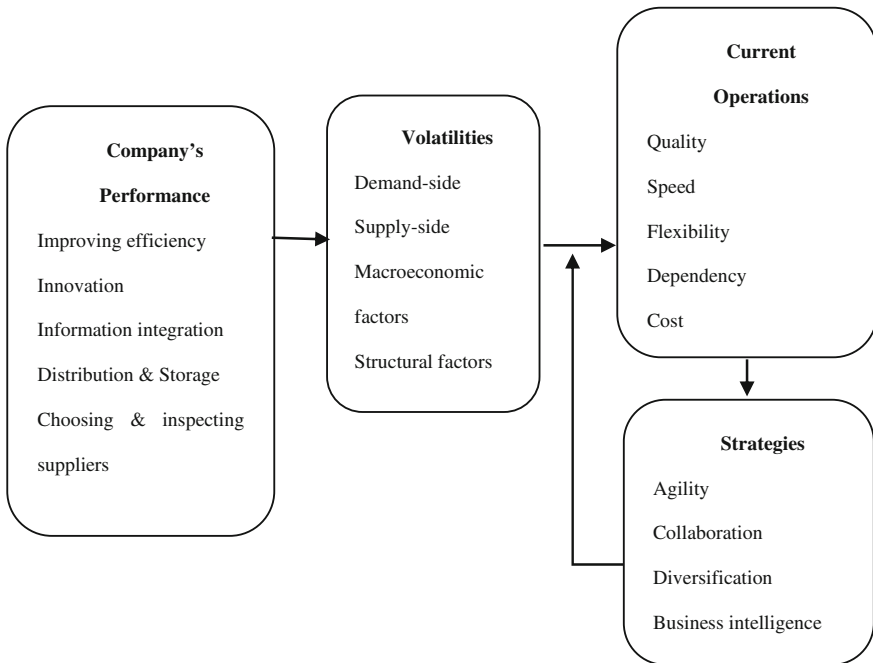 Company's
Performance
Improving efficiency
Innovation
Information integration
Distribution & Storage
Choosing & inspecting
suppliers
Volatilities
Demand-side
Supply-side
Macroeconomic
factors
Structural factors
Current
Operations
Quality
Speed
Flexibility
Dependency
Cost
Strategies
Agility
Collaboration
Diversification
Business intelligence